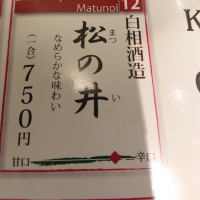 Matunoi
12
白相酒造
松の井
まつ い
なめらかな味わい
(一合)750円
甘口 辛口
K